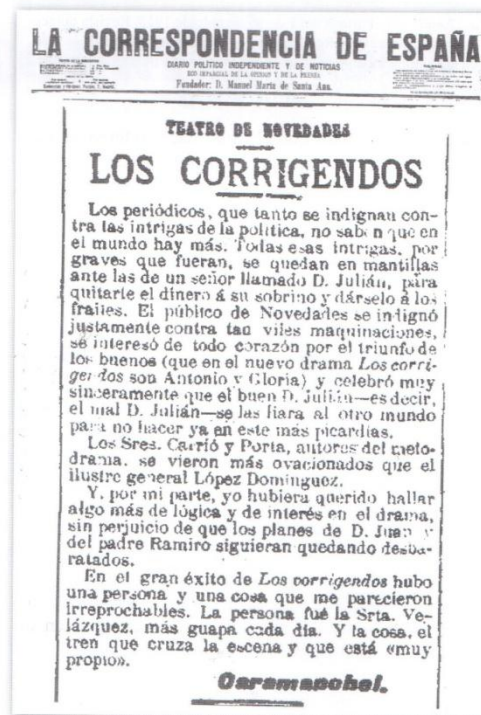 LA CORRESPONDENCIA DE ESPAÑA
DIARIO POLÍTICO INDEPENDIENTE Y DE NOTICIAS
ECO IMPARCIAL DE LA OPINION Y DE LA PRENSA
Fundador: D. Manuel María de Santa Ana.
TEATRO DE NOVEDADES
LOS CORRIGENDOS
Los periódicos, que tanto se indignan con-
tra las intrigas de la política, no saben que en
el mundo hay más. Todas esas intrigas, por
graves que fueran, se quedan en mantillas
ante las de un señor llamado D. Julián, para
quitarle el dinero á su sobrino y dárselo á los
frailes. El público de Novedades se indignó
justamente contra tan viles maquinaciones,
se interesó de todo corazón por el triunfo de
los buenos (que en el nuevo drama Los corri-
gendos son Antonio y Gloria) y celebró muy
sinceramente que el buen D. Julián—es decir,
el mal D. Julián—se las liara al otro mundo
para no hacer ya en este más picardías.
Los Sres. Carrió y Porta, autores del melo-
drama, se vieron más ovacionados que el
ilustre general López Domínguez.
Y, por mi parte, yo hubiera querido hallar
algo más de lógica y de interés en el drama,
sin perjuicio de que los planes de D. Juan y
del padre Ramiro siguieran quedando desba-
ratados.
En el gran éxito de Los corrigendos hubo
una persona y una cosa que me parecieron
irreprochables. La persona fué la Srta. Ve-
lázquez, más guapa cada día. Y la cosa, el
tren que cruza la escena y que está «muy
propio».
Caramanchel.